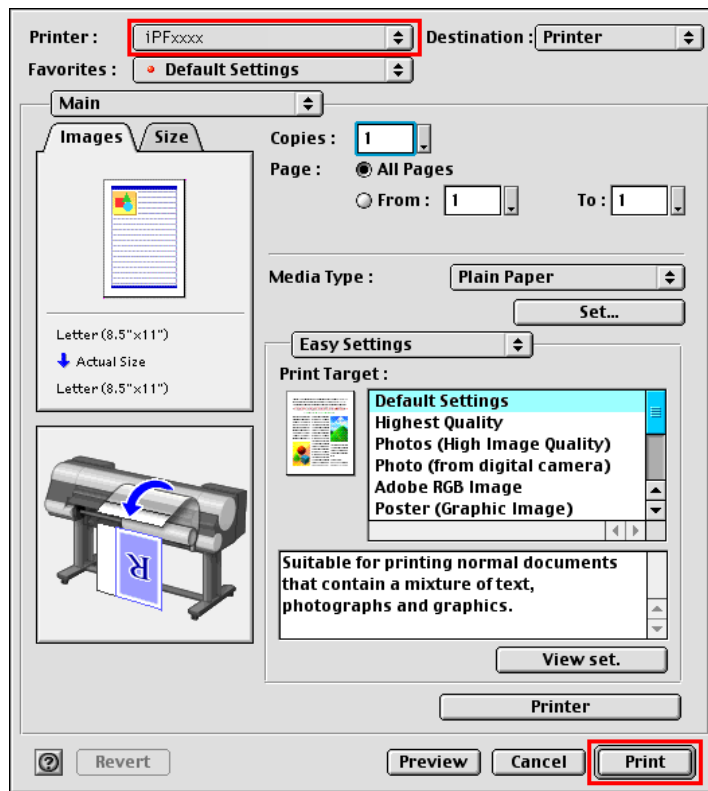 Printer : iPFxxxx Destination : Printer
Favorites : Default Settings
Main
Images Size
Copies : 1
Page : All Pages
From : 1 To : 1
Media Type : Plain Paper
Set...
Letter (8.5"x11")
Actual Size
Letter (8.5"x11")
Easy Settings
Print Target :
Default Settings
Highest Quality
Photos (High Image Quality)
Photo (from digital camera)
Adobe RGB Image
Poster (Graphic Image)
R
Suitable for printing normal documents
that contain a mixture of text,
photographs and graphics.
View set.
Printer
? Revert Preview Cancel Print